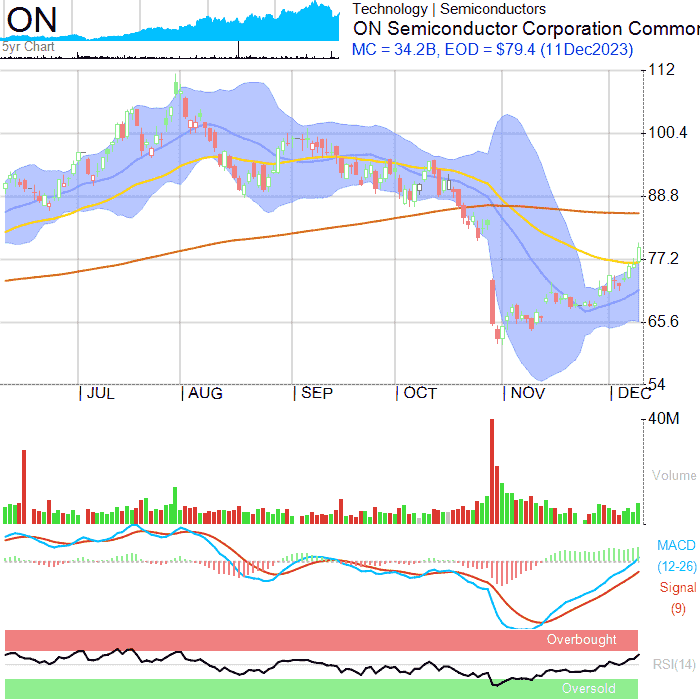 ON
5yr Chart
Technology | Semiconductors
ON Semiconductor Corporation Common
MC = 34.2B, EOD = $79.4 (11Dec2023)
112
100.4
88.8
77.2
65.6
54
JUL
AUG
SEP
OCT
NOV
DEC
40M
Volume
MACD
(12-26)
Signal
(9)
Overbought
RSI(14)
Oversold